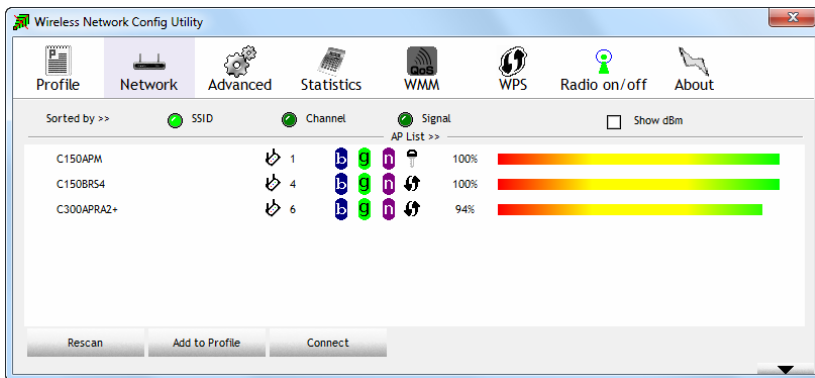 Wireless Network Config Utility
x
P
QoS
Profile Network Advanced Statistics WMM WPS Radio on/off About
Sorted by >> SSID Channel Signal Show dBm
AP List >>
C150APM 1 b g n 100%
C150BRS4 4 b g n 100%
C300APRA2+ 6 b g n 94%
Rescan Add to Profile Connect